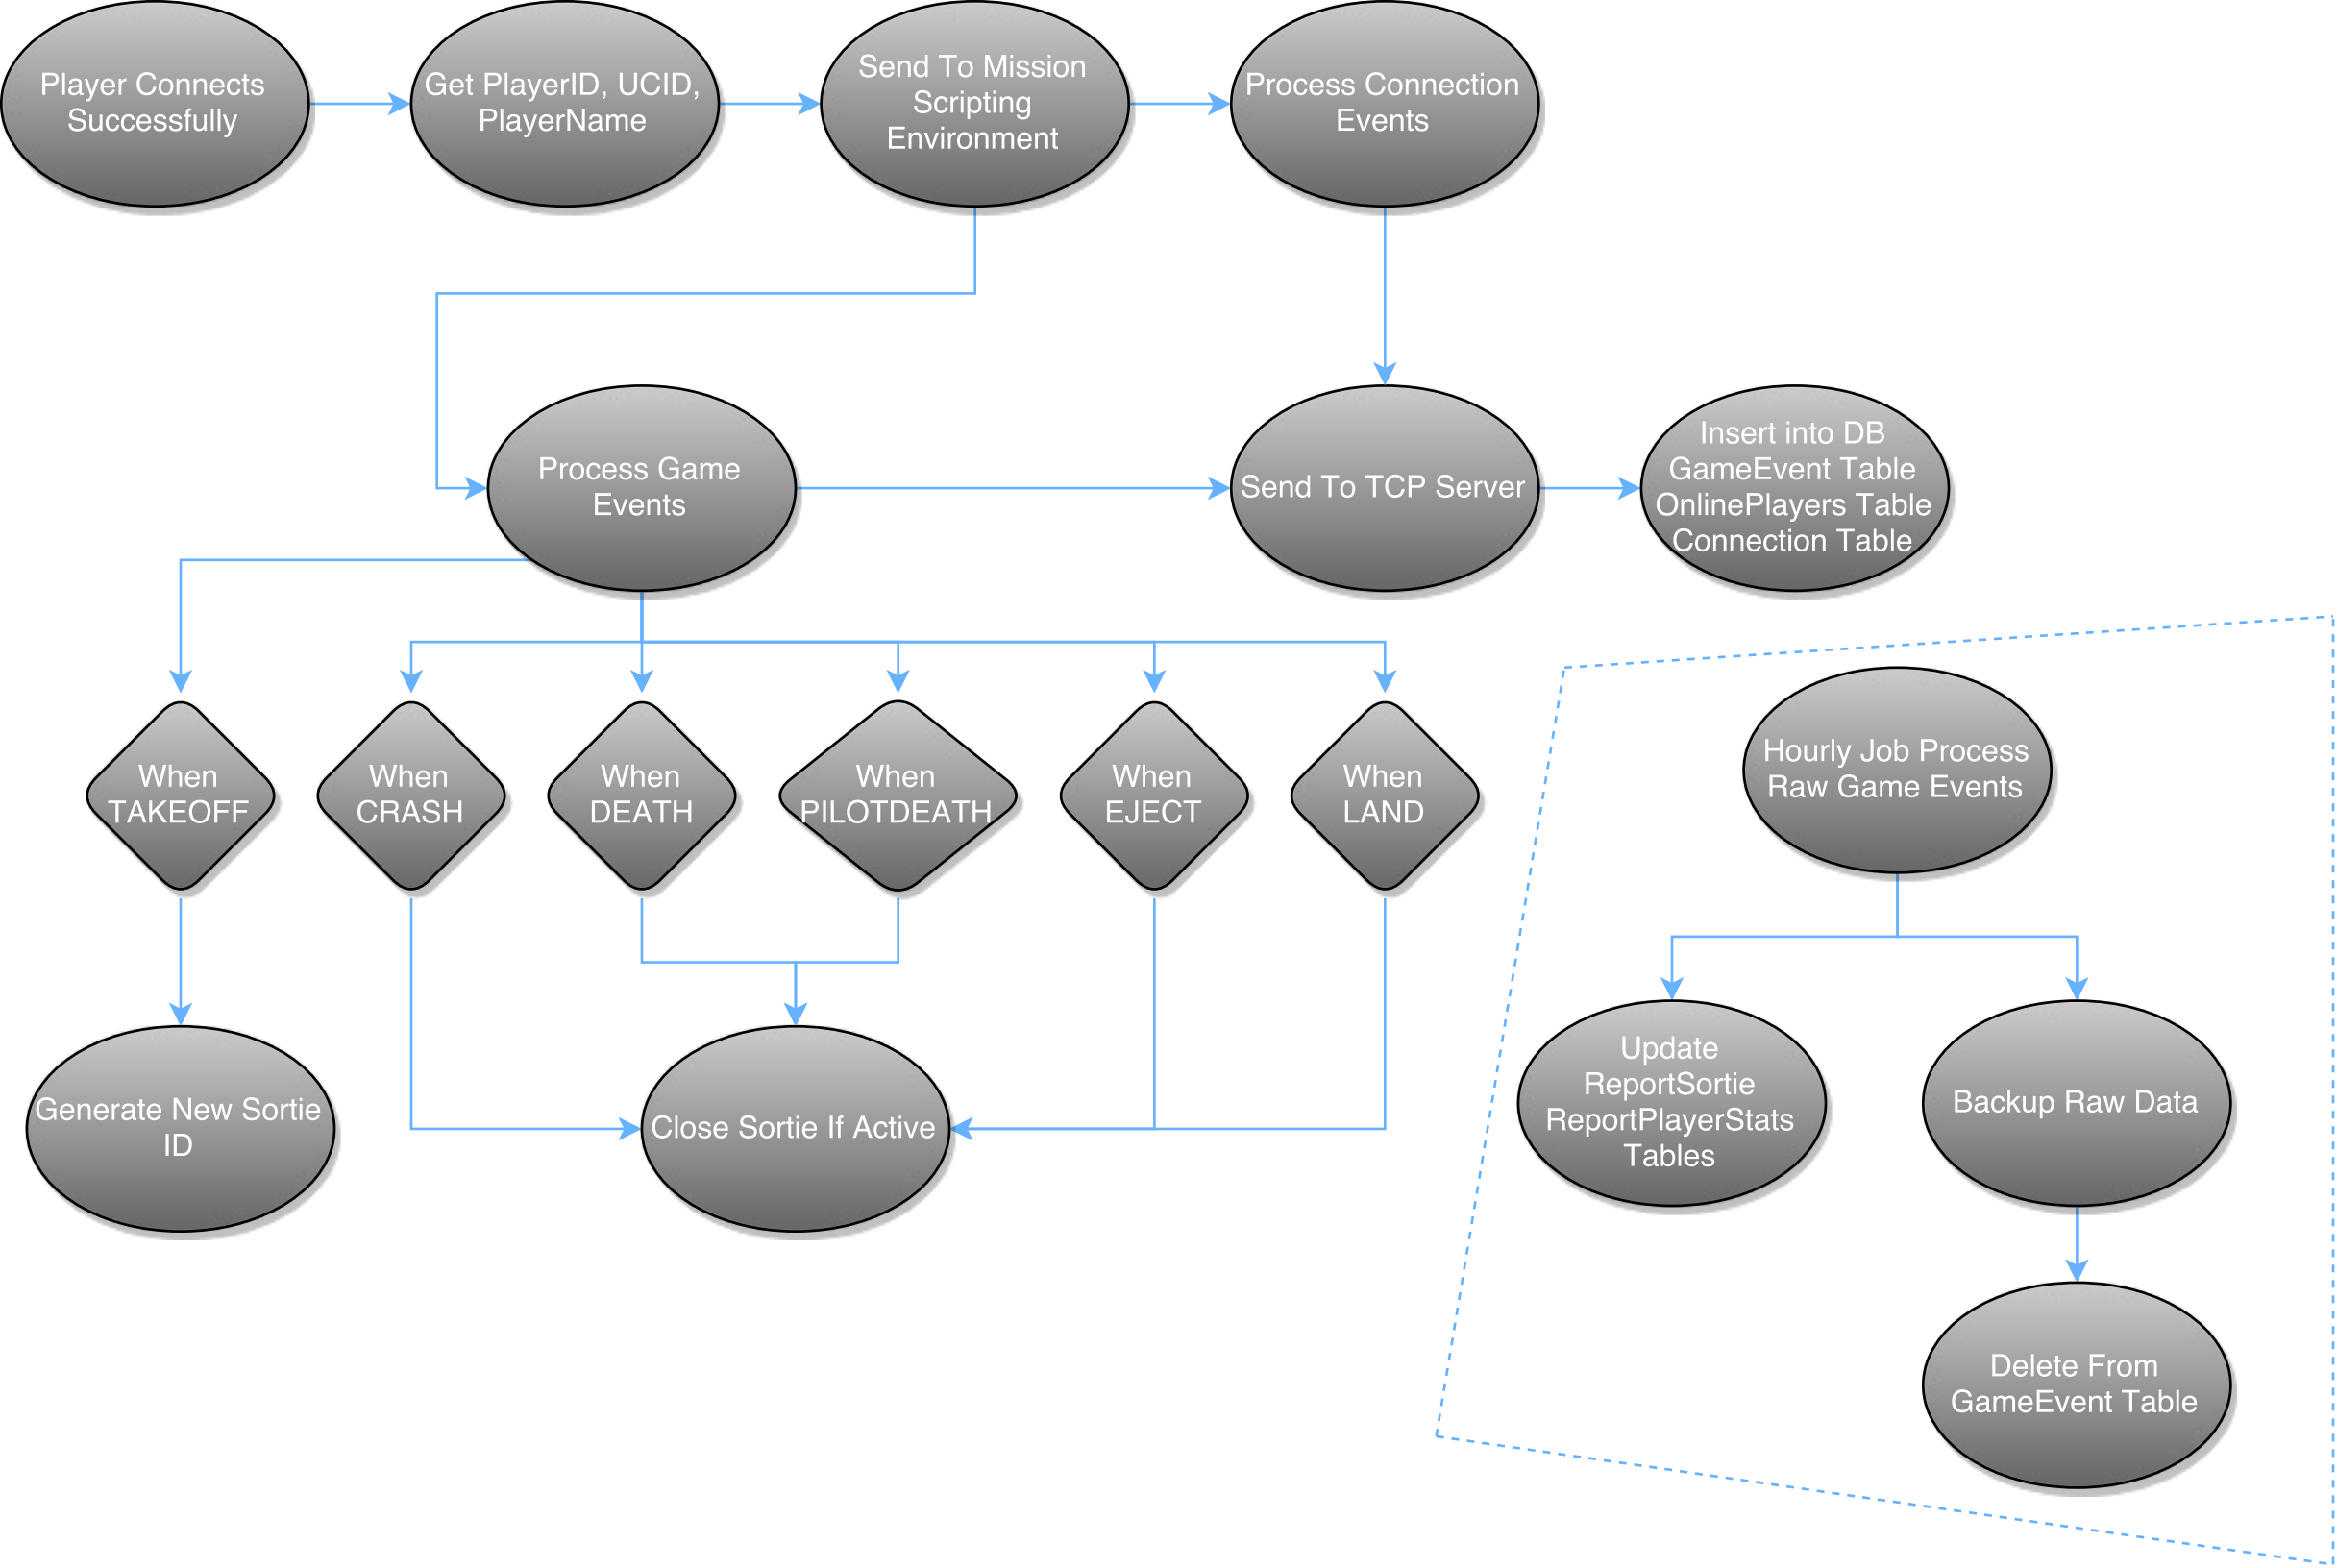 Player Connects
Successfully
Get PlayerID, UCID,
PlayerName
Send To Mission
Scripting
Environment
Process Connection
Events
Process Game
Events
Send To TCP Server
Insert into DB
GameEvent Table
OnlinePlayers Table
Connection Table
When
TAKEOFF
When
CRASH
When
DEATH
When
PILOTDEATH
When
EJECT
When
LAND
Hourly Job Process
Raw Game Events
Generate New Sortie
ID
Close Sortie If Active
Update
ReportSortie
ReportPlayerStats
Tables
Backup Raw Data
Delete From
GameEvent Table